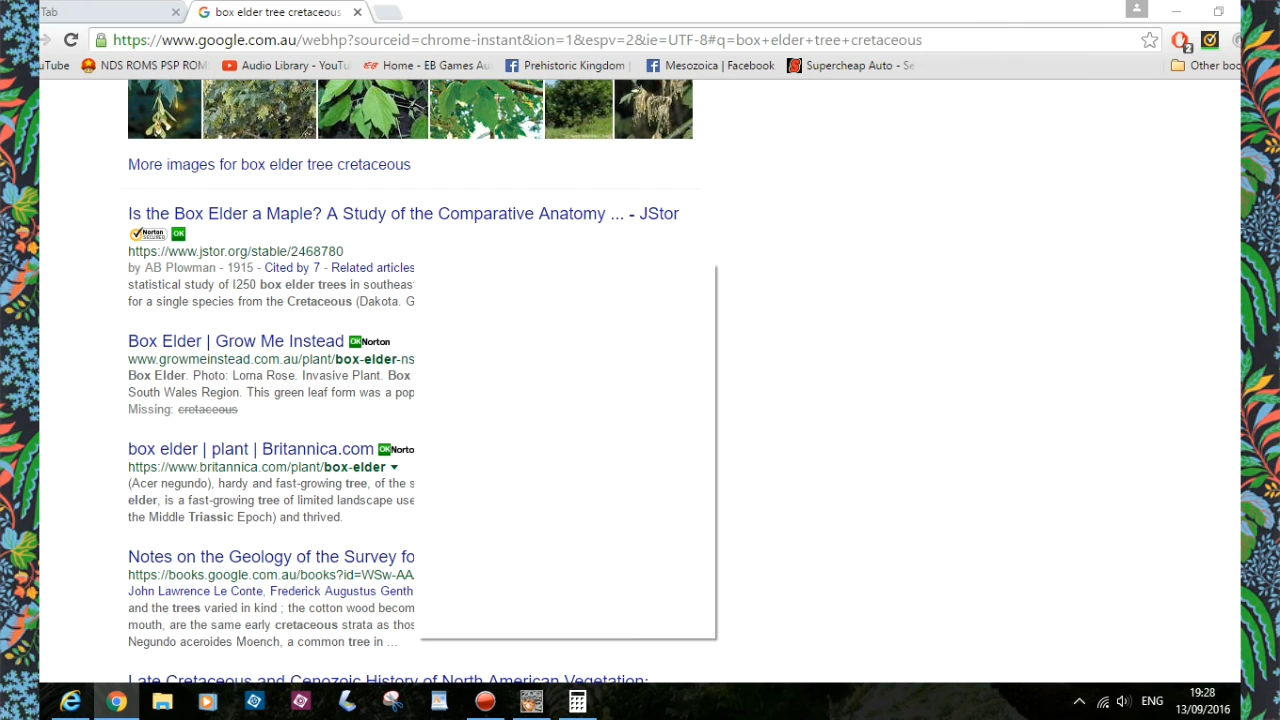 Tab
box elder tree cretaceous
https://www.google.com.au/webhp?sourceid=chrome-instant&ion=1&espv=2&ie=UTF-8#q=box+elder+tree+cretaceous
uTube
NDS ROMS PSP ROM
Audio Library - YouTu
Home - EB Games Au
Prehistoric Kingdom |
Mesozoica | Facebook
Supercheap Auto - Se
Other boo
More images for box elder tree cretaceous
Is the Box Elder a Maple? A Study of the Comparative Anatomy ... - JStor
Norton SECURED OK
https://www.jstor.org/stable/2468780
by AB Plowman - 1915 - Cited by 7 - Related articles
statistical study of I250 box elder trees in southeast
for a single species from the Cretaceous (Dakota. G
Box Elder | Grow Me Instead OK Norton
www.growmeinstead.com.au/plant/box-elder-ns
Box Elder. Photo: Lorna Rose. Invasive Plant. Box
South Wales Region. This green leaf form was a pop
Missing: cretaceous
box elder | plant | Britannica.com OK Norto
https://www.britannica.com/plant/box-elder
(Acer negundo), hardy and fast-growing tree, of the s
elder, is a fast-growing tree of limited landscape use
the Middle Triassic Epoch) and thrived.
Notes on the Geology of the Survey fo
https://books.google.com.au/books?id=WSw-AA
John Lawrence Le Conte, Frederick Augustus Genth
and the trees varied in kind ; the cotton wood becom
mouth, are the same early cretaceous strata as thos
Negundo aceroides Moench, a common tree in ...
Late Cretaceous and Cenozoic History of North American Vegetation:
ENG
19:28
13/09/2016